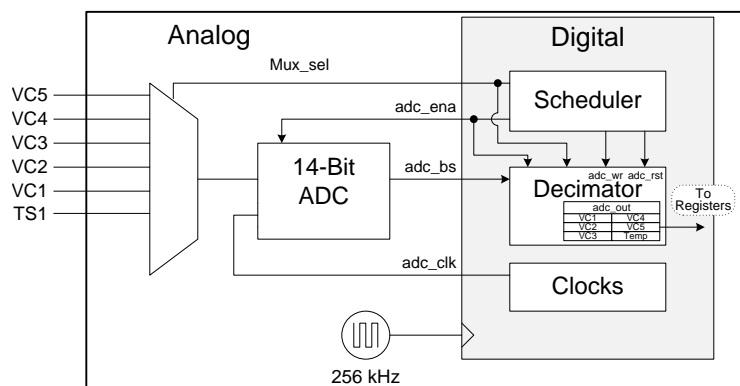 Analog
Digital
Mux_sel
VC5
VC4
VC3
VC2
VC1
TS1
adc_ena
Scheduler
14-Bit
ADC
adc_bs
adc_wr adc_rst
Decimator
adc_out
VC1 VC4
VC2 VC5
VC3 Temp
To
Registers
adc_clk
Clocks
256 kHz